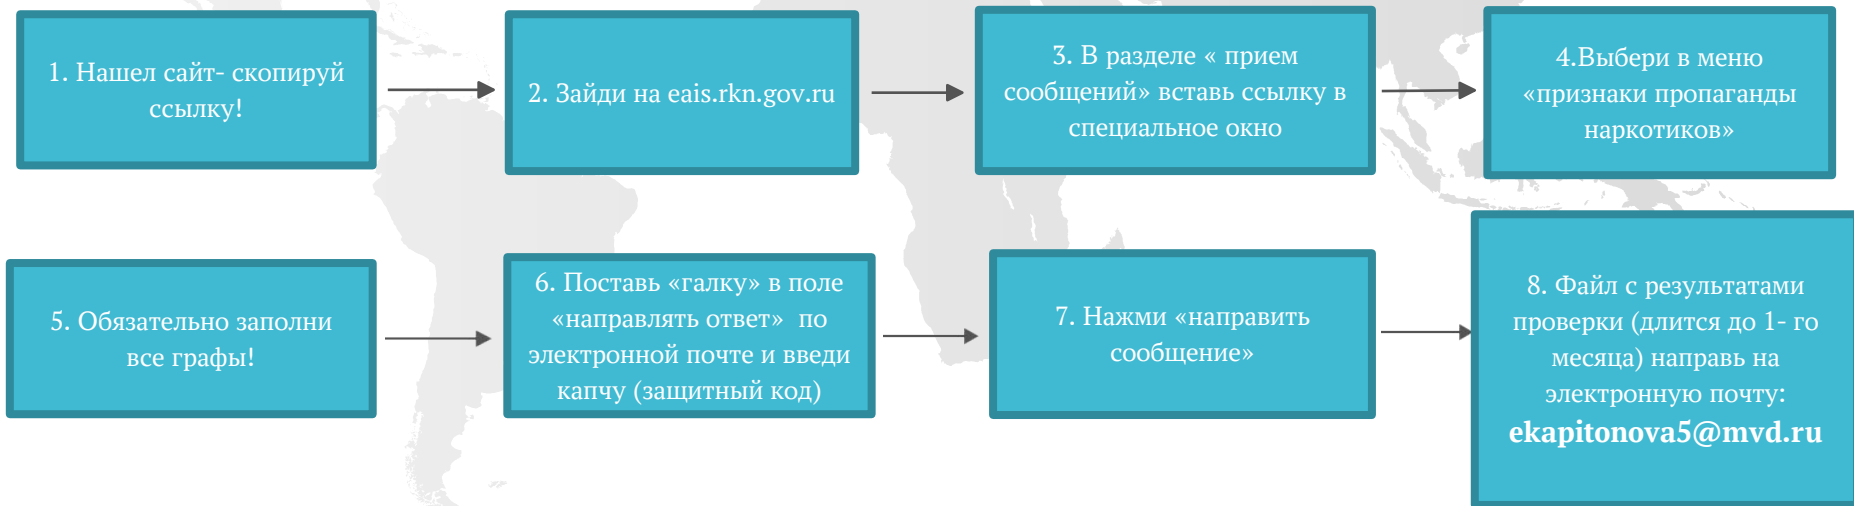 1. Нашел сайт- скопируй
ссылку!
2. Зайди на eais.rkn.gov.ru
3. В разделе « прием
сообщений» вставь ссылку в
специальное окно
4.Выбери в меню
«признаки пропаганды
наркотиков»
5. Обязательно заполни
все графы!
6. Поставь «галку» в поле
«направлять ответ» по
электронной почте и введи
капчу (защитный код)
7. Нажми «направить
сообщение»
8. Файл с результатами
проверки (длится до 1- го
месяца) направь на
электронную почту:
ekapitonova5@mvd.ru